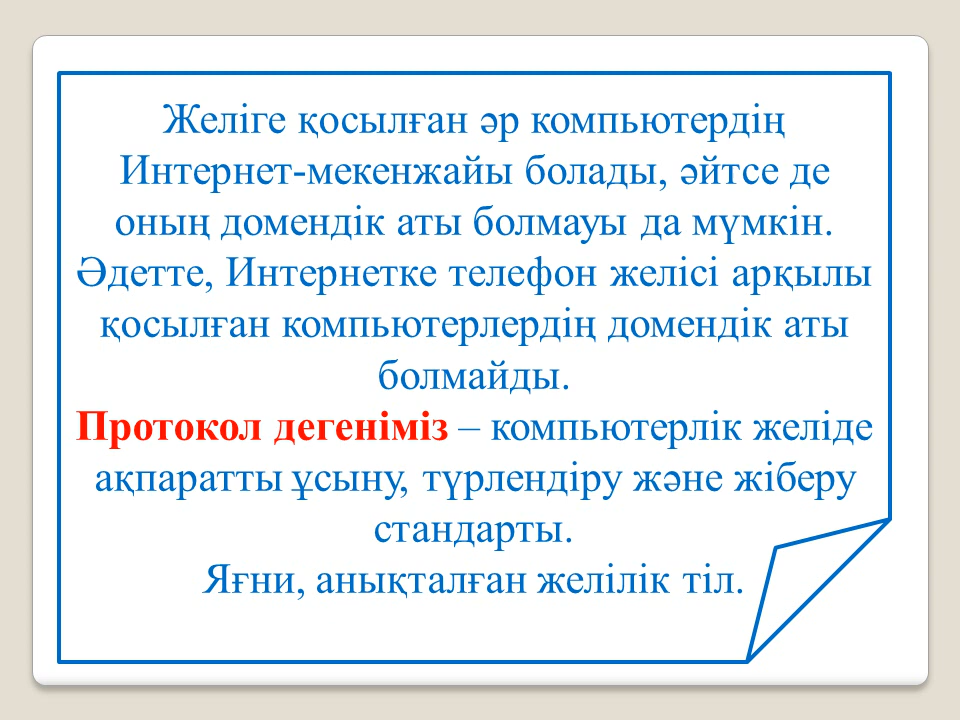 Желіге қосылған әр компьютердің
Интернет-мекенжайы болады, әйтсе де
оның домендік аты болмауы да мүмкін.
Әдетте, Интернетке телефон желісі арқылы
қосылған компьютерлердің домендік аты
болмайды.
Протокол дегеніміз – компьютерлік желіде
ақпаратты ұсыну, түрлендіру және жіберу
стандарты.
Яғни, анықталған желілік тіл.